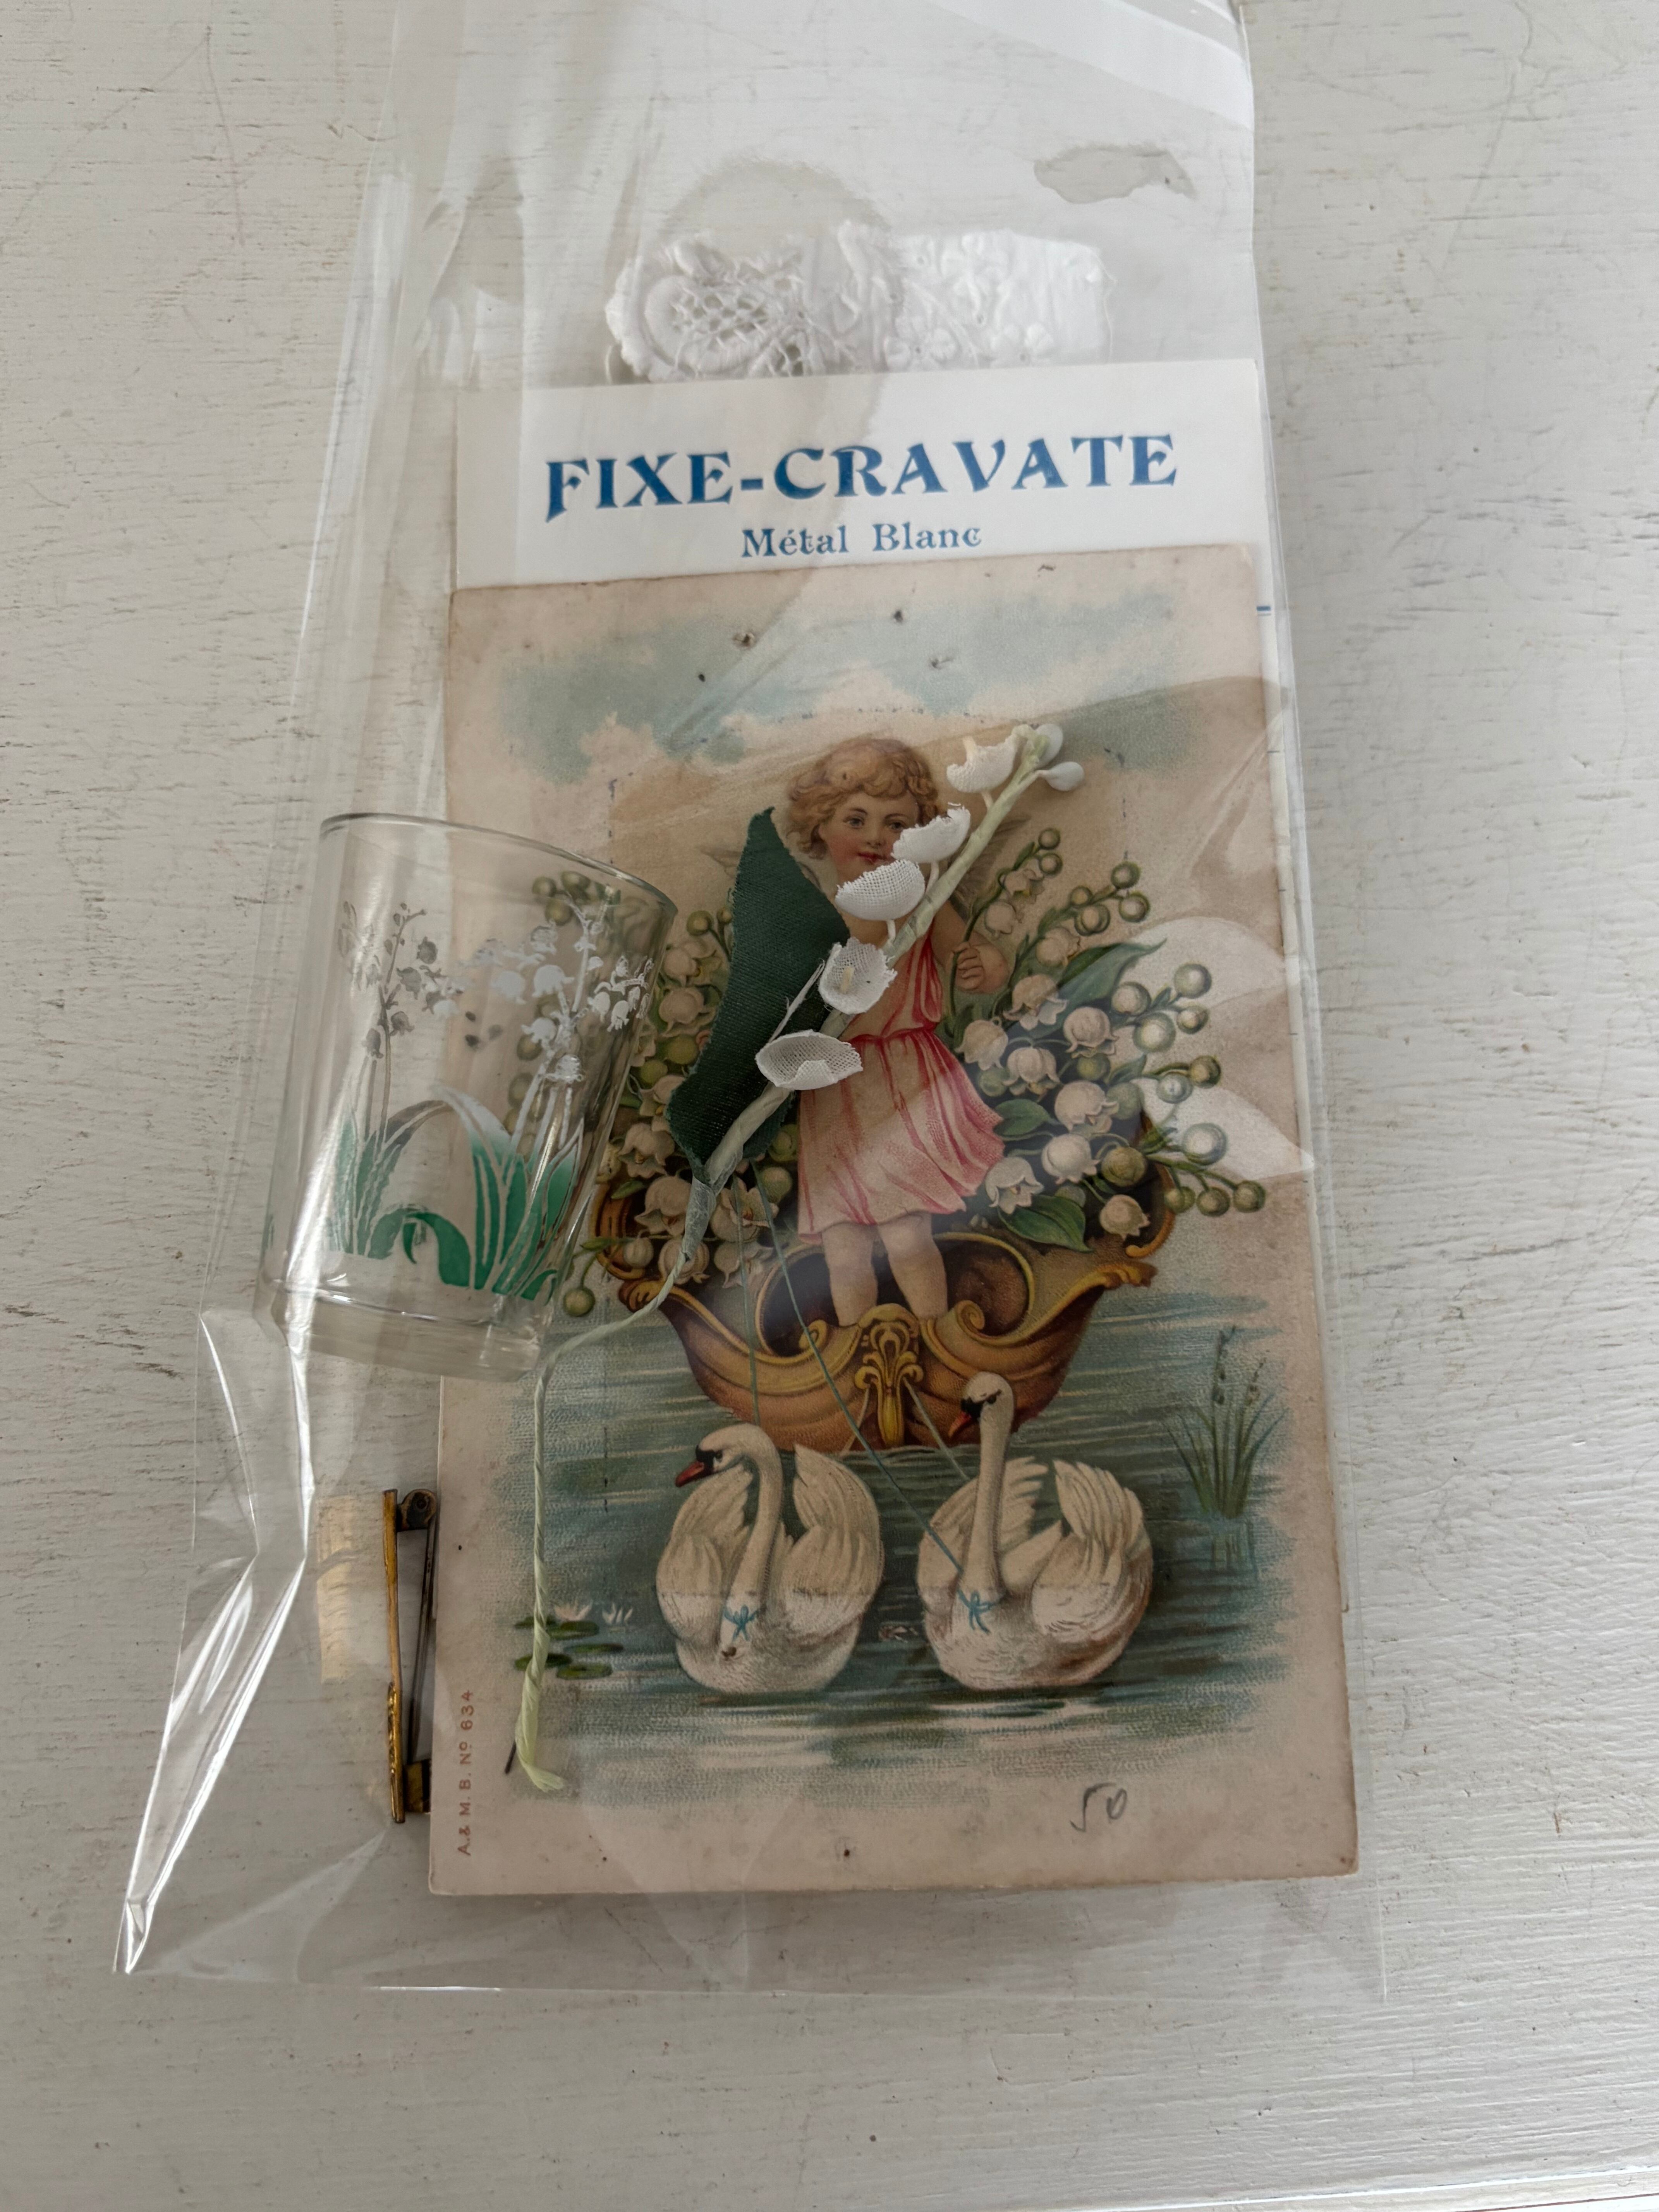 FIXE-CRAVATE
Métal Blanc
A. & M. B. Nº 634
50